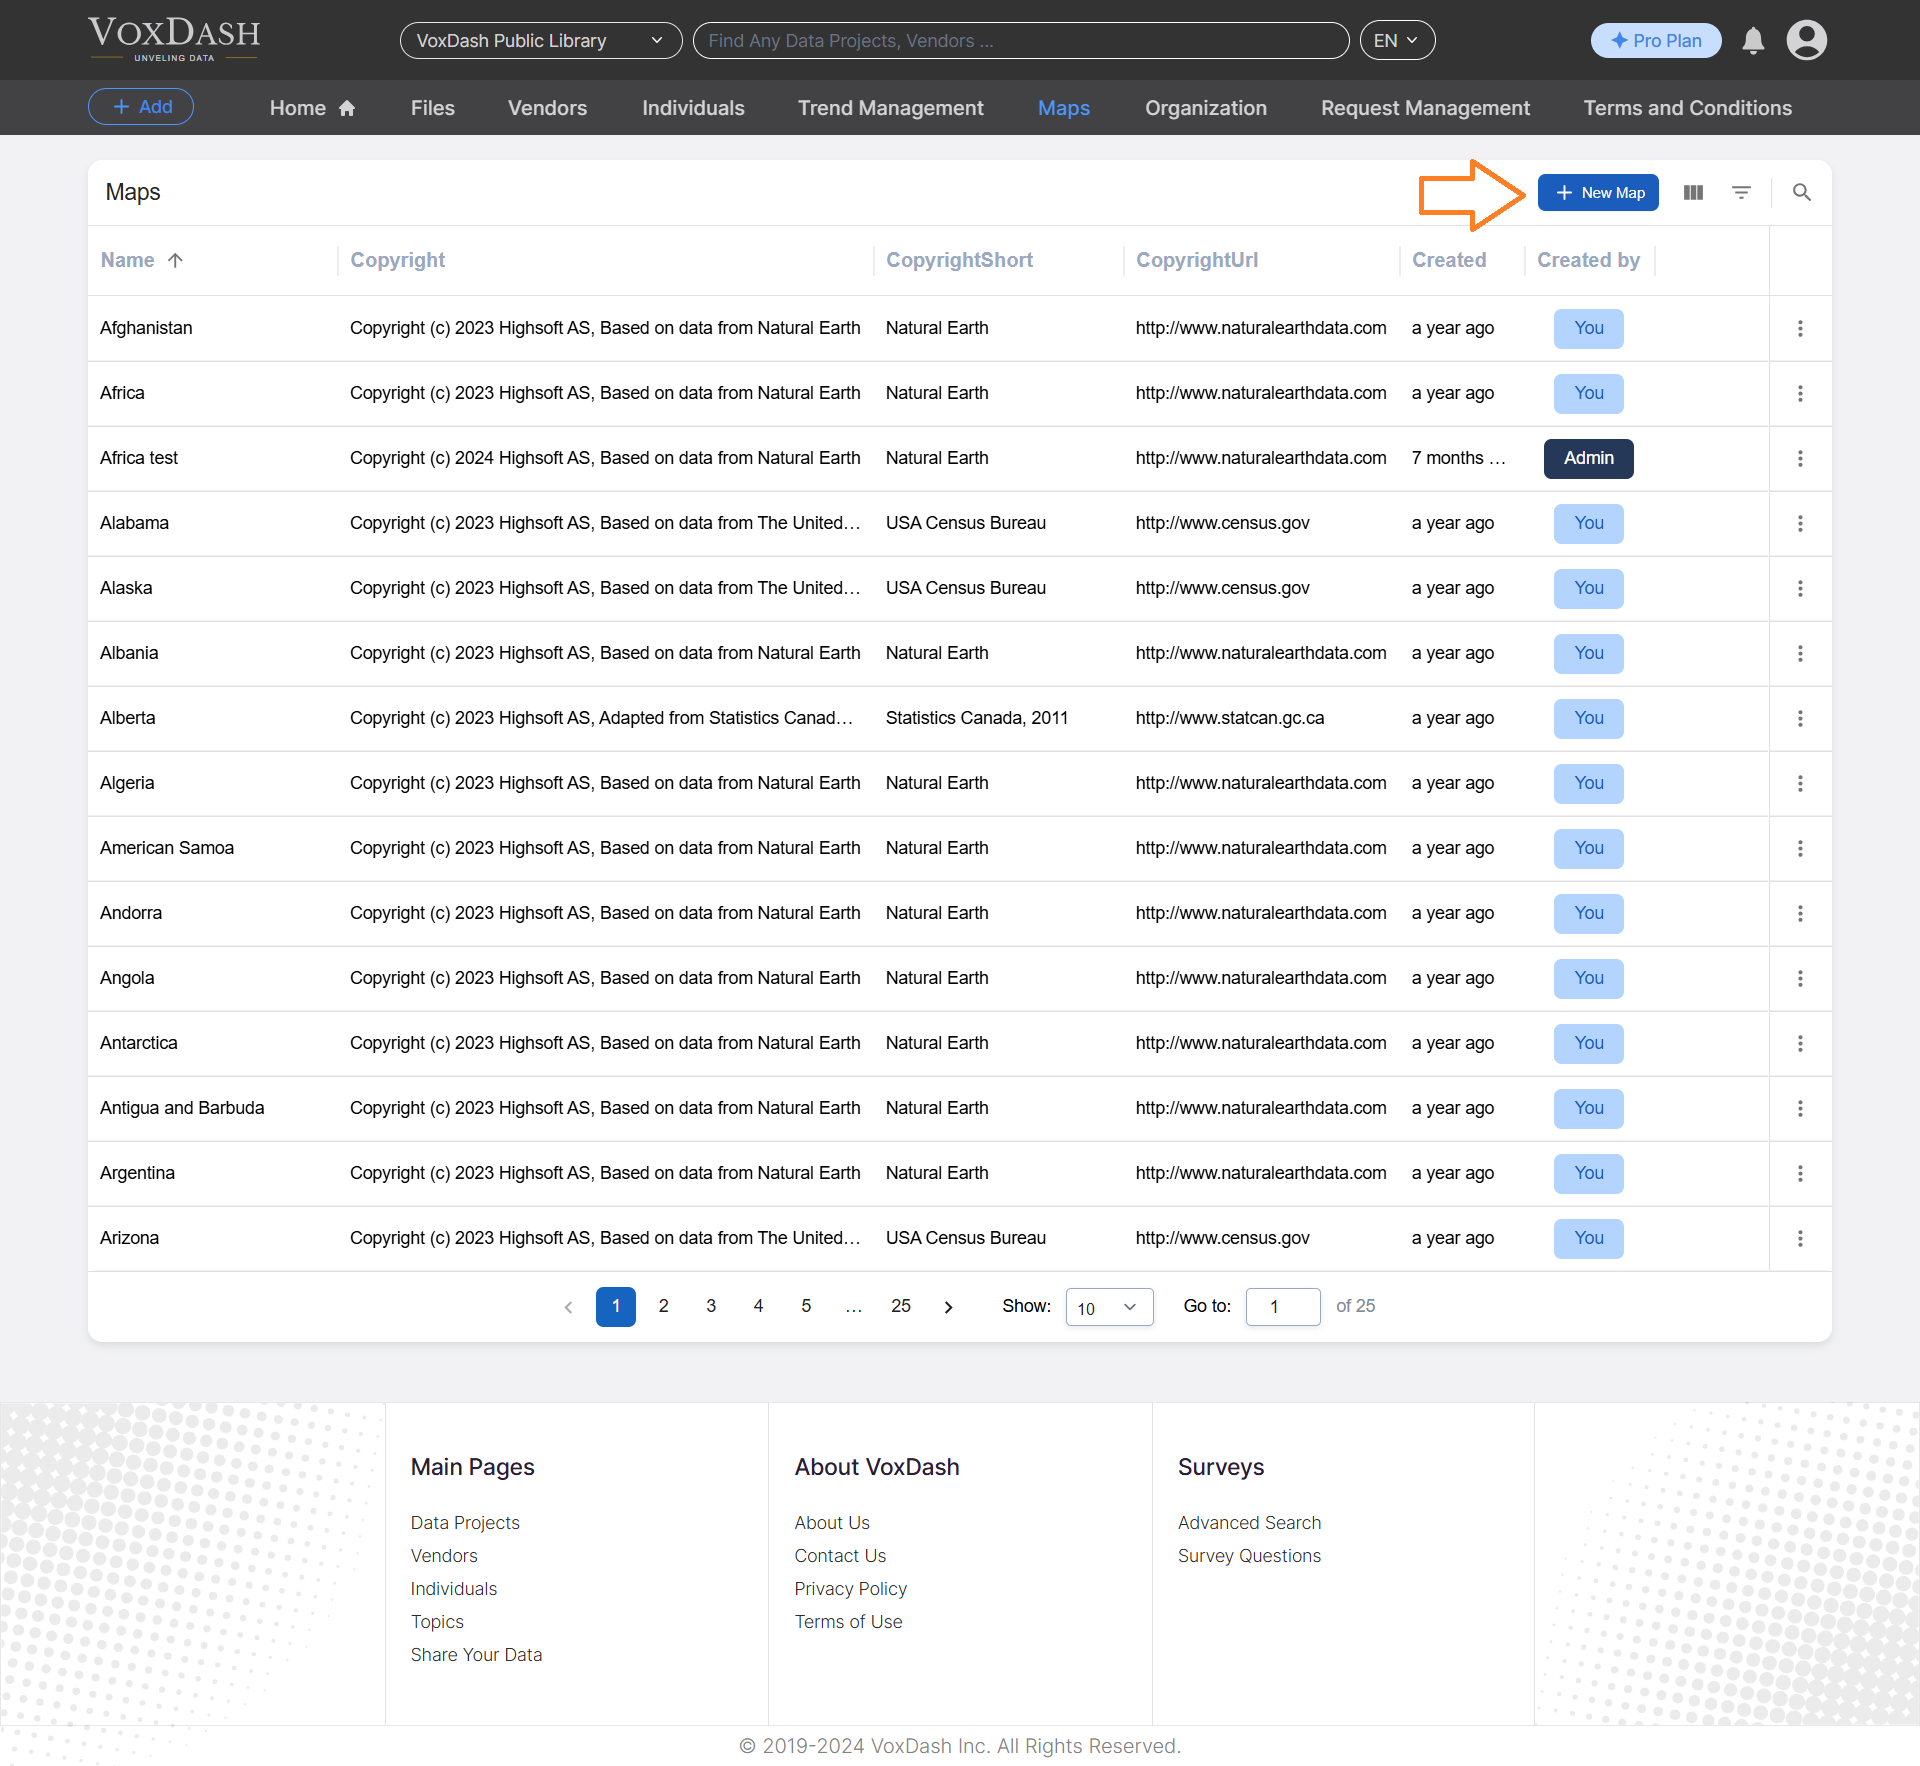 VOXDASH
UNVELING DATA
VoxDash Public Library
Find Any Data Projects, Vendors ...
EN
Pro Plan
+ Add
Home
Files
Vendors
Individuals
Trend Management
Maps
Organization
Request Management
Terms and Conditions
Maps
+ New Map
Name Copyright CopyrightShort CopyrightUrl Created Created by
Afghanistan Copyright (c) 2023 Highsoft AS, Based on data from Natural Earth Natural Earth http://www.naturalearthdata.com a year ago You
Africa Copyright (c) 2023 Highsoft AS, Based on data from Natural Earth Natural Earth http://www.naturalearthdata.com a year ago You
Africa test Copyright (c) 2024 Highsoft AS, Based on data from Natural Earth Natural Earth http://www.naturalearthdata.com 7 months ... Admin
Alabama Copyright (c) 2023 Highsoft AS, Based on data from The United... USA Census Bureau http://www.census.gov a year ago You
Alaska Copyright (c) 2023 Highsoft AS, Based on data from The United... USA Census Bureau http://www.census.gov a year ago You
Albania Copyright (c) 2023 Highsoft AS, Based on data from Natural Earth Natural Earth http://www.naturalearthdata.com a year ago You
Alberta Copyright (c) 2023 Highsoft AS, Adapted from Statistics Canad... Statistics Canada, 2011 http://www.statcan.gc.ca a year ago You
Algeria Copyright (c) 2023 Highsoft AS, Based on data from Natural Earth Natural Earth http://www.naturalearthdata.com a year ago You
American Samoa Copyright (c) 2023 Highsoft AS, Based on data from Natural Earth Natural Earth http://www.naturalearthdata.com a year ago You
Andorra Copyright (c) 2023 Highsoft AS, Based on data from Natural Earth Natural Earth http://www.naturalearthdata.com a year ago You
Angola Copyright (c) 2023 Highsoft AS, Based on data from Natural Earth Natural Earth http://www.naturalearthdata.com a year ago You
Antarctica Copyright (c) 2023 Highsoft AS, Based on data from Natural Earth Natural Earth http://www.naturalearthdata.com a year ago You
Antigua and Barbuda Copyright (c) 2023 Highsoft AS, Based on data from Natural Earth Natural Earth http://www.naturalearthdata.com a year ago You
Argentina Copyright (c) 2023 Highsoft AS, Based on data from Natural Earth Natural Earth http://www.naturalearthdata.com a year ago You
Arizona Copyright (c) 2023 Highsoft AS, Based on data from The United... USA Census Bureau http://www.census.gov a year ago You
1 2 3 4 5 ... 25 Show: 10 Go to: 1 of 25
Main Pages
Data Projects
Vendors
Individuals
Topics
Share Your Data
About VoxDash
About Us
Contact Us
Privacy Policy
Terms of Use
Surveys
Advanced Search
Survey Questions
© 2019-2024 VoxDash Inc. All Rights Reserved.